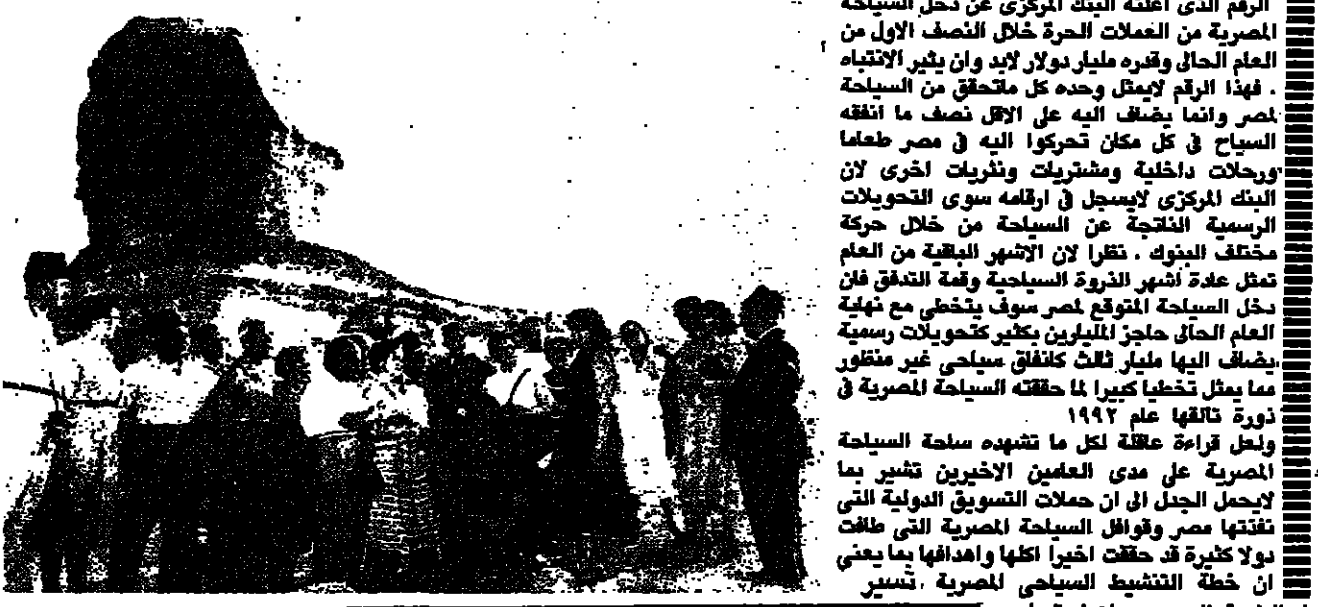 الرقم الذى اعلنه البنك المركزى عن دخل السياحة
المصرية من العملات الحرة خلال النصف الاول من
العام الحالى وقدره مليار دولار لابد وان يثير الانتباه
. فهذا الرقم لايمثل وحده كل ماتحقق من السياحة
لمصر وانما يضاف اليه على الاقل نصف ما انفقه
السياح فى كل مكان تحركوا اليه فى مصر طعاما
ورحلات داخلية ومشتريات ونثريات اخرى لان
البنك المركزى لايسجل فى ارقامه سوى التحويلات
الرسمية الناتجة عن السياحة من خلال حركة
مختلف البنوك . نظرا لان الاشهر الباقية من العام
تمثل عادة اشهر الذروة السياحية وقمة التدفق فان
دخل السياحة المتوقع لمصر سوف يتخطى مع نهاية
العام الحالى حاجز المليارين بكثير كتحويلات رسمية
يضاف اليها مليار ثالث كانفاق سياحى غير منظور
مما يمثل تخطيا كبيرا لما حققته السياحة المصرية فى
ذورة تالقها عام ١٩٩٢
ولعل قراءة عاقلة لكل ما تشهده ساحة السياحة
المصرية على مدى العامين الاخيرين تشير بما
لايحمل الجدل الى ان حملات التسويق الدولية التى
نفذتها مصر وقوافل السياحة المصرية التى طافت
دولا كثيرة قد حققت اخيرا اكلها واهدافها بما يعنى
ان خطة التنشيط السياحى المصرية . تسير